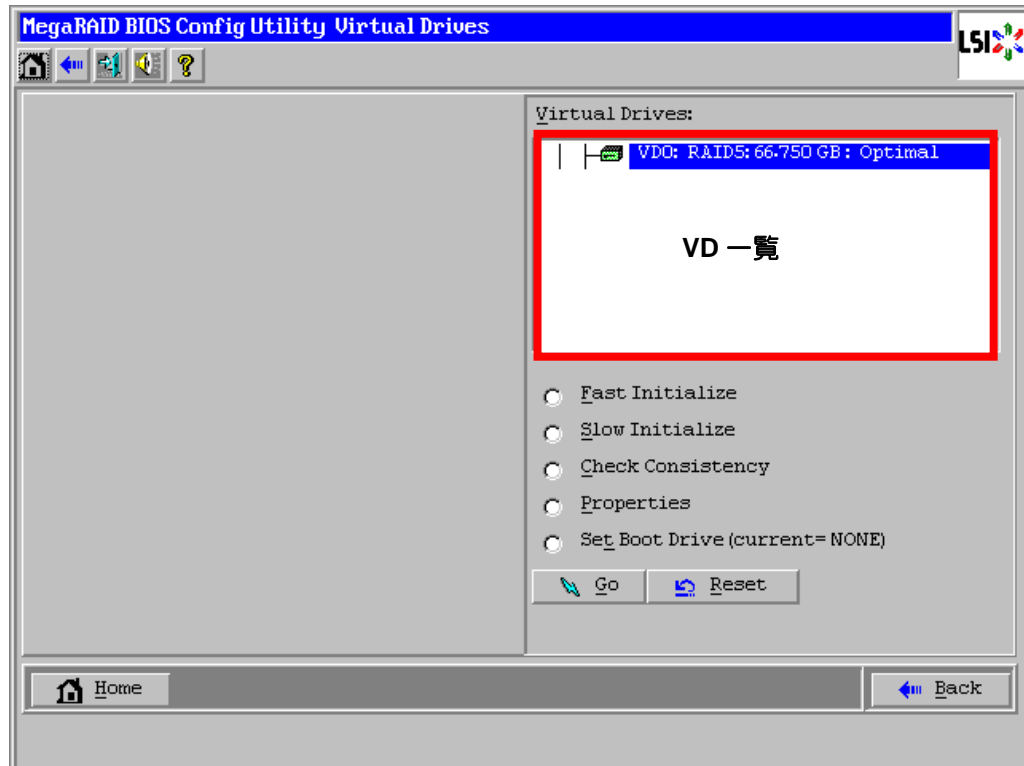 MegaRAID BIOS Config Utility Virtual Drives
LSI
?
Virtual Drives:
VD0: RAID5: 66.750 GB: Optimal
VD 一覧
Fast Initialize
Slow Initialize
Check Consistency
Properties
Set Boot Drive (current= NONE)
Go
Reset
Home
Back